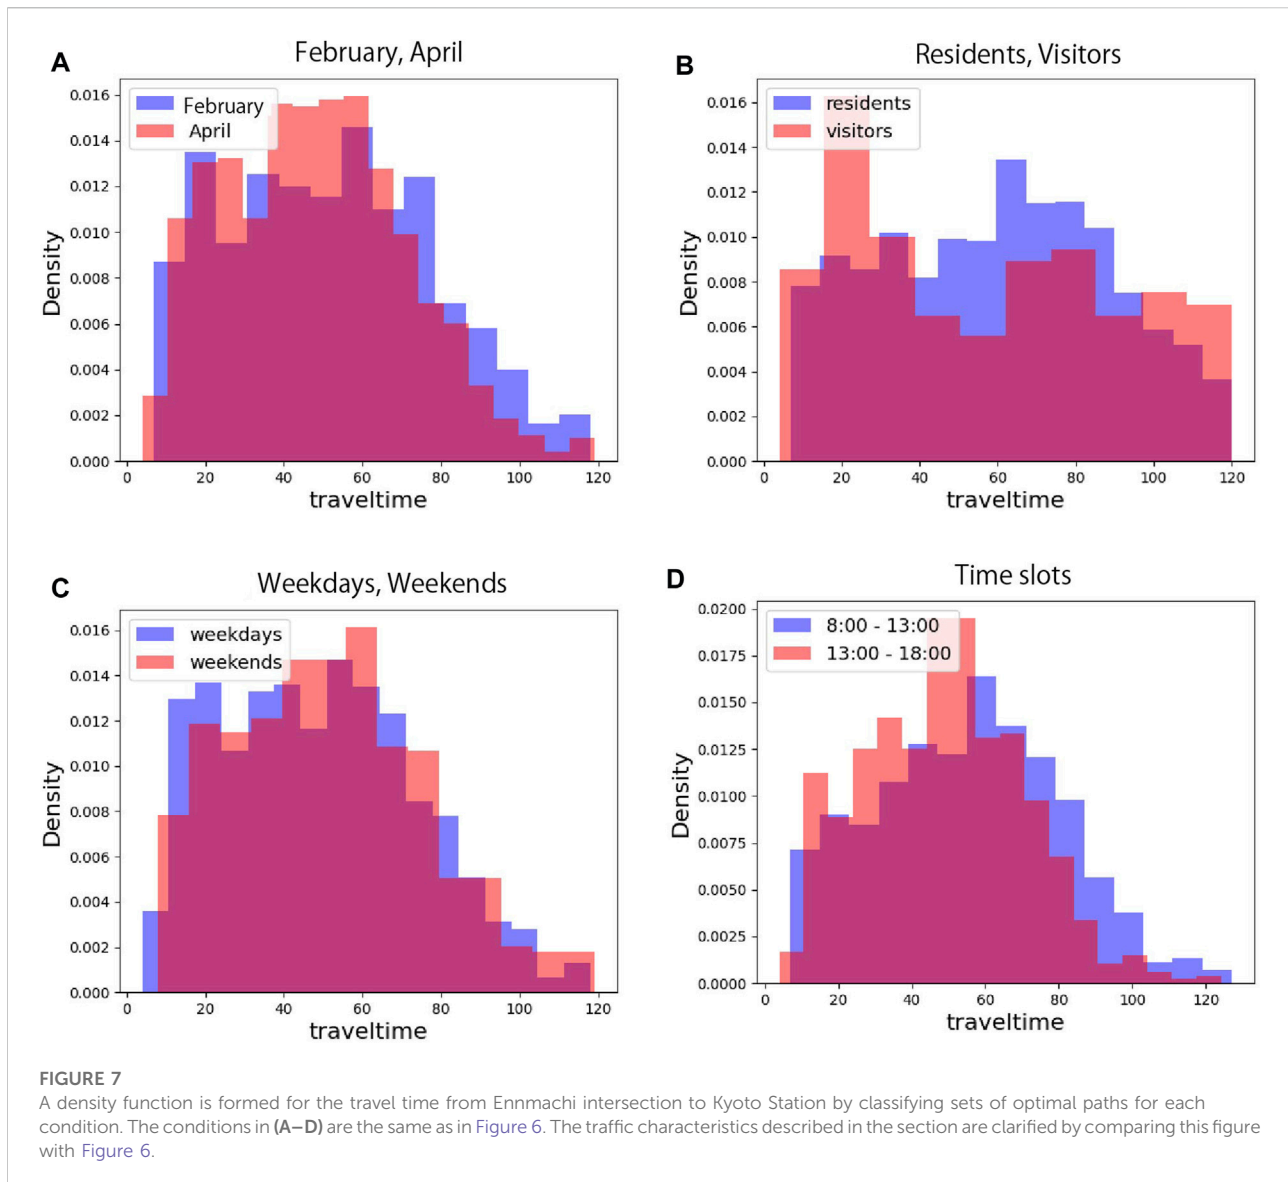 A
February, April
0.016
0.014
0.012
0.010
0.008
0.006
0.004
0.002
0.000
Density
February
April
0
20
40
60
80
100
120
traveltime
B
Residents, Visitors
0.016
0.014
0.012
0.010
0.008
0.006
0.004
0.002
0.000
Density
residents
visitors
0
20
40
60
80
100
120
traveltime
C
Weekdays, Weekends
0.016
0.014
0.012
0.010
0.008
0.006
0.004
0.002
0.000
Density
weekdays
weekends
0
20
40
60
80
100
120
traveltime
D
Time slots
0.0200
0.0175
0.0150
0.0125
0.0100
0.0075
0.0050
0.0025
0.0000
Density
8:00 - 13:00
13:00 - 18:00
0
20
40
60
80
100
120
traveltime
FIGURE 7
A density function is formed for the travel time from Ennmachi intersection to Kyoto Station by classifying sets of optimal paths for each
condition. The conditions in (A–D) are the same as in Figure 6. The traffic characteristics described in the section are clarified by comparing this figure
with Figure 6.